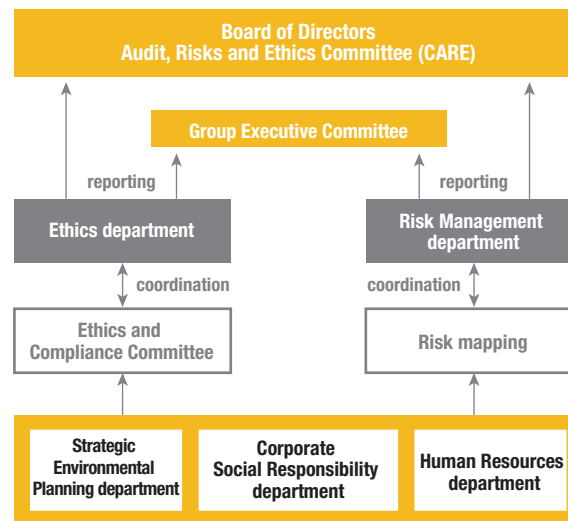 Board of Directors
Audit, Risks and Ethics Committee (CARE)
Group Executive Committee
reporting
reporting
Ethics department
Risk Management
department
coordination
coordination
Ethics and
Compliance Committee
Risk mapping
Strategic
Environmental
Planning department
Corporate
Social Responsibility
department
Human Resources
department